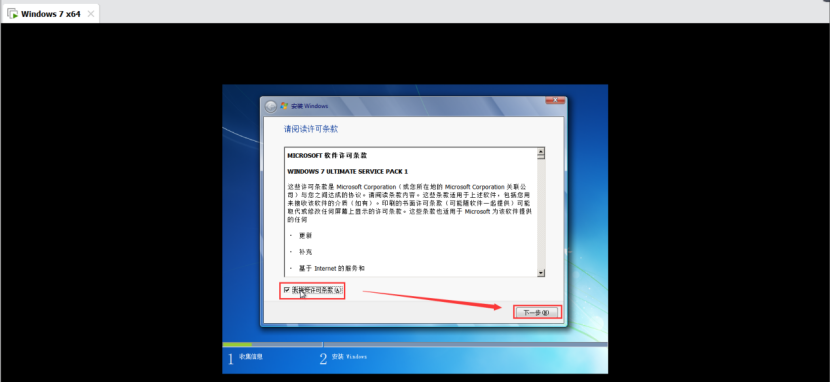 Windows 7 x64
安装 Windows
请阅读许可条款
MICROSOFT 软件许可条款
WINDOWS 7 ULTIMATE SERVICE PACK 1
这些许可条款是 Microsoft Corporation（或您所在地的 Microsoft Corporation 关联公
司）与您之间达成的协议。请阅读条款内容。这些条款适用于上述软件，包括您用
来接收该软件的介质（如有）。印刷的书面许可条款（可能随软件一起提供）可能
取代或修改任何屏幕上显示的许可条款。这些条款也适用于 Microsoft 为该软件提供
的任何
· 更新
· 补充
· 基于 Internet 的服务和
我接受许可条款(A)
下一步(N)
1 收集信息
2 安装 Windows